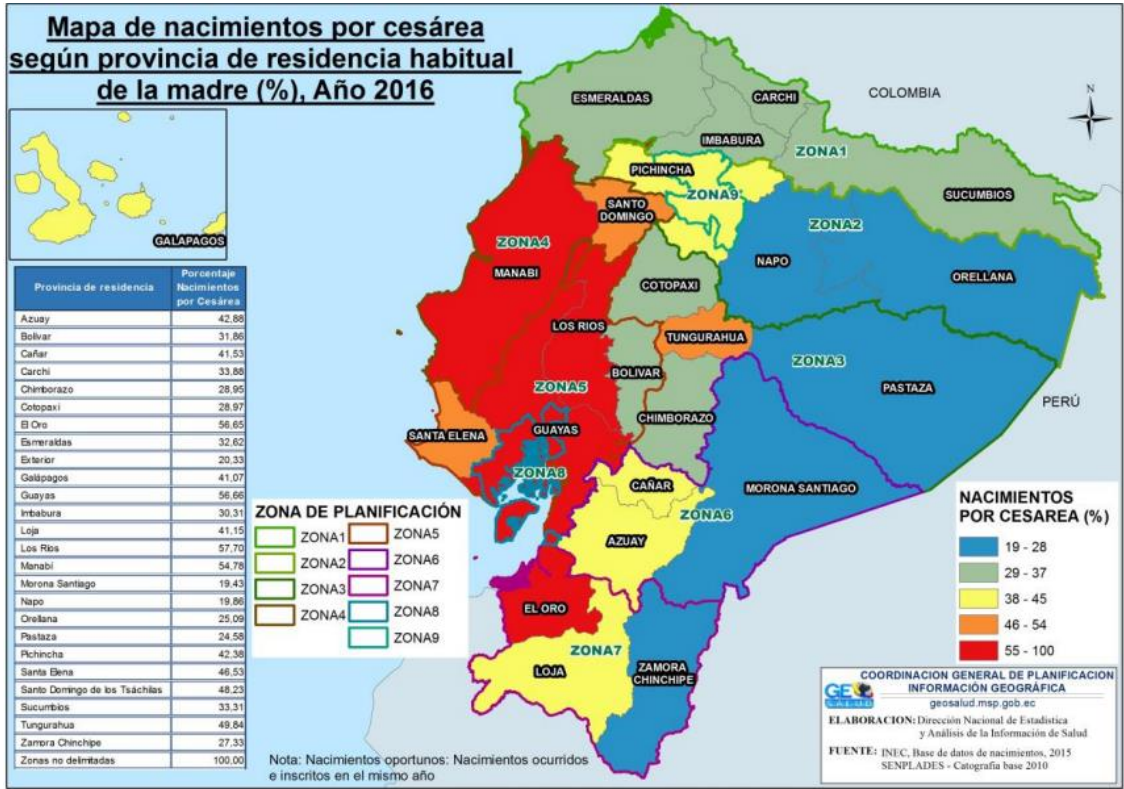 Mapa de nacimientos por cesárea
según provincia de residencia habitual
de la madre (%), Año 2016
GALAPAGOS
Provincia de residencia Porcentaje Nacimientos por Cesárea
Azuay 42,88
Bolívar 31,86
Cañar 41,53
Carchi 33,88
Chimborazo 28,95
Cotopaxi 28,97
El Oro 56,65
Esmeraldas 32,62
Exterior 20,33
Galápagos 41,07
Guayas 56,66
Imbabura 30,31
Loja 41,15
Los Ríos 57,70
Manabí 54,78
Morona Santiago 19,43
Napo 19,86
Orellana 25,09
Pastaza 24,58
Pichincha 42,38
Santa Elena 46,53
Santo Domingo de los Tsáchilas 48,23
Sucumbíos 33,31
Tungurahua 49,84
Zamora Chinchipe 27,33
Zonas no delimitadas 100,00
ESMERALDAS
CARCHI
COLOMBIA
N
IMBABURA
ZONA1
PICHINCHA
SUCUMBIOS
ZONA9
SANTO
DOMINGO
ZONA2
ZONA4
MANABI
NAPO
ORELLANA
COTOPAXI
LOS RIOS
TUNGURAHUA
ZONA3
BOLIVAR
PASTAZA
ZONA5
PERÚ
CHIMBORAZO
SANTA ELENA
GUAYAS
ZONA8
CAÑAR
MORONA SANTIAGO
ZONA6
AZUAY
EL ORO
ZONA7
LOJA
ZAMORA
CHINCHIPE
ZONA DE PLANIFICACIÓN
ZONA1 ZONA5
ZONA2 ZONA6
ZONA3 ZONA7
ZONA4 ZONA8
ZONA9
NACIMIENTOS
POR CESAREA (%)
19 - 28
29 - 37
38 - 45
46 - 54
55 - 100
Nota: Nacimientos oportunos: Nacimientos ocurridos
e inscritos en el mismo año
GEO
SALUD
COORDINACION GENERAL DE PLANIFICACION
INFORMACIÓN GEOGRÁFICA
geosalud.msp.gob.ec
ELABORACION: Dirección Nacional de Estadística
y Análisis de la Información de Salud
FUENTE: INEC, Base de datos de nacimientos, 2015
SENPLADES - Catografía base 2010